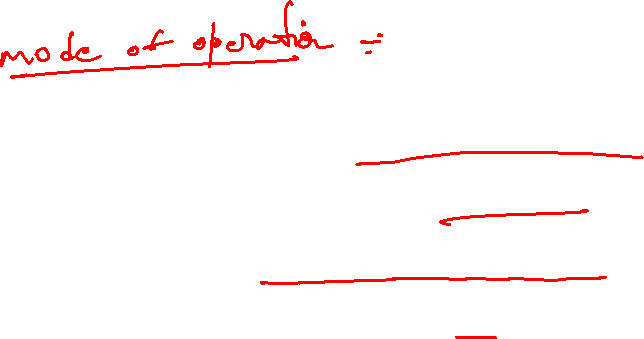 mode of operation :-